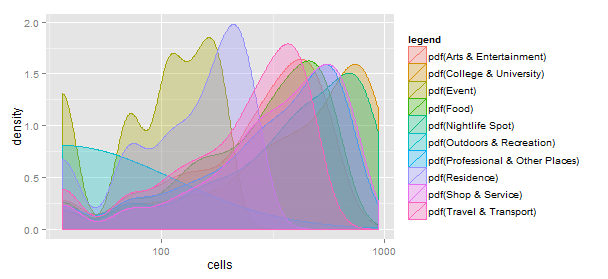 density
2.0
1.5
1.0
0.5
0.0
100
1000
cells
legend
pdf(Arts & Entertainment)
pdf(College & University)
pdf(Event)
pdf(Food)
pdf(Nightlife Spot)
pdf(Outdoors & Recreation)
pdf(Professional & Other Places)
pdf(Residence)
pdf(Shop & Service)
pdf(Travel & Transport)